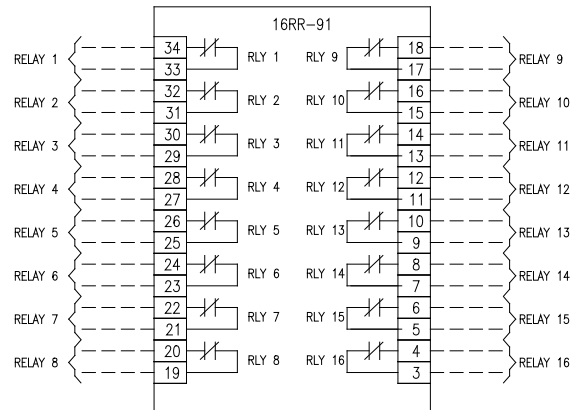 16RR-91
RELAY 1 34 RLY 1 RLY 9 18 RELAY 9
33 17
RELAY 2 32 RLY 2 RLY 10 16 RELAY 10
31 15
RELAY 3 30 RLY 3 RLY 11 14 RELAY 11
29 13
RELAY 4 28 RLY 4 RLY 12 12 RELAY 12
27 11
RELAY 5 26 RLY 5 RLY 13 10 RELAY 13
25 9
RELAY 6 24 RLY 6 RLY 14 8 RELAY 14
23 7
RELAY 7 22 RLY 7 RLY 15 6 RELAY 15
21 5
RELAY 8 20 RLY 8 RLY 16 4 RELAY 16
19 3